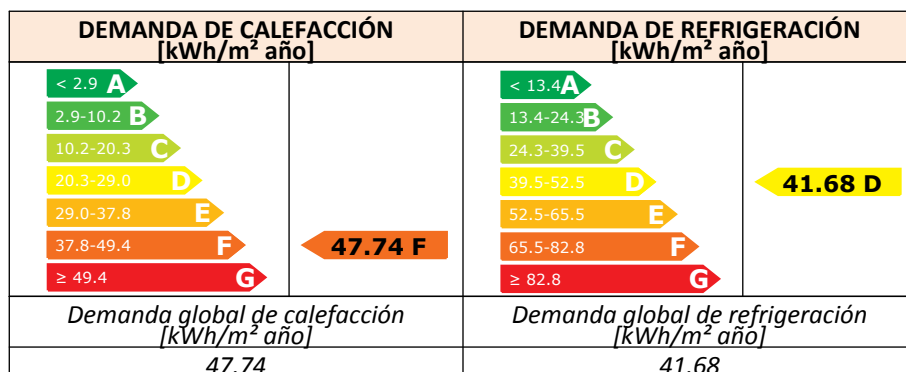 DEMANDA DE CALEFACCIÓN
[kWh/m² año]
DEMANDA DE REFRIGERACIÓN
[kWh/m² año]
< 2.9 A
2.9-10.2 B
10.2-20.3 C
20.3-29.0 D
29.0-37.8 E
37.8-49.4 F
≥ 49.4 G
47.74 F
< 13.4 A
13.4-24.3 B
24.3-39.5 C
39.5-52.5 D
52.5-65.5 E
65.5-82.8 F
≥ 82.8 G
41.68 D
Demanda global de calefacción
[kWh/m² año]
Demanda global de refrigeración
[kWh/m² año]
47.74
41.68